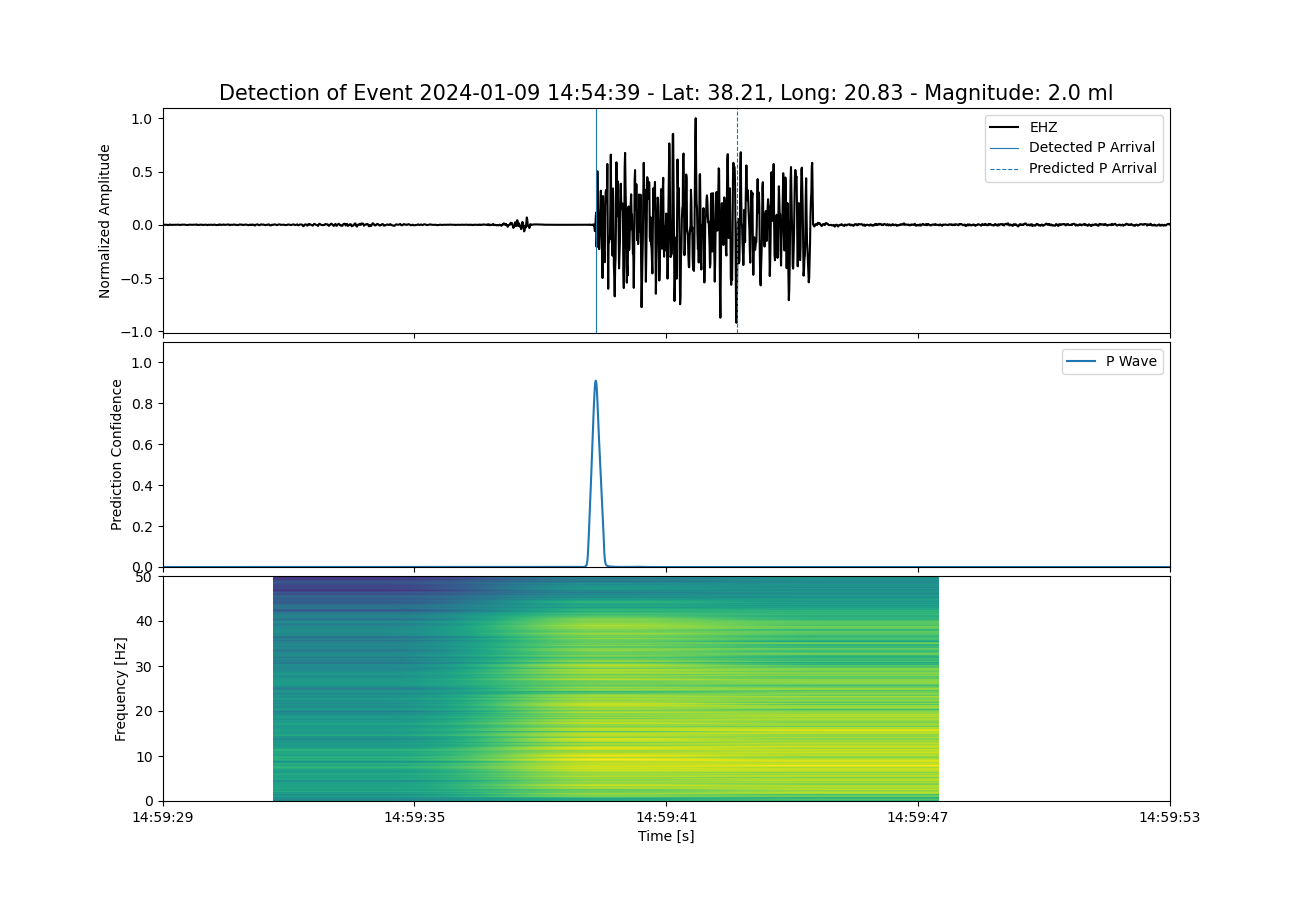 Detection of Event 2024-01-09 14:54:39 - Lat: 38.21, Long: 20.83 - Magnitude: 2.0 ml
Normalized Amplitude
1.0
0.5
0.0
−0.5
−1.0
EHZ
Detected P Arrival
Predicted P Arrival
Prediction Confidence
1.0
0.8
0.6
0.4
0.2
0.0
P Wave
Frequency [Hz]
50
40
30
20
10
0
14:59:29 14:59:35 14:59:41 14:59:47 14:59:53
Time [s]